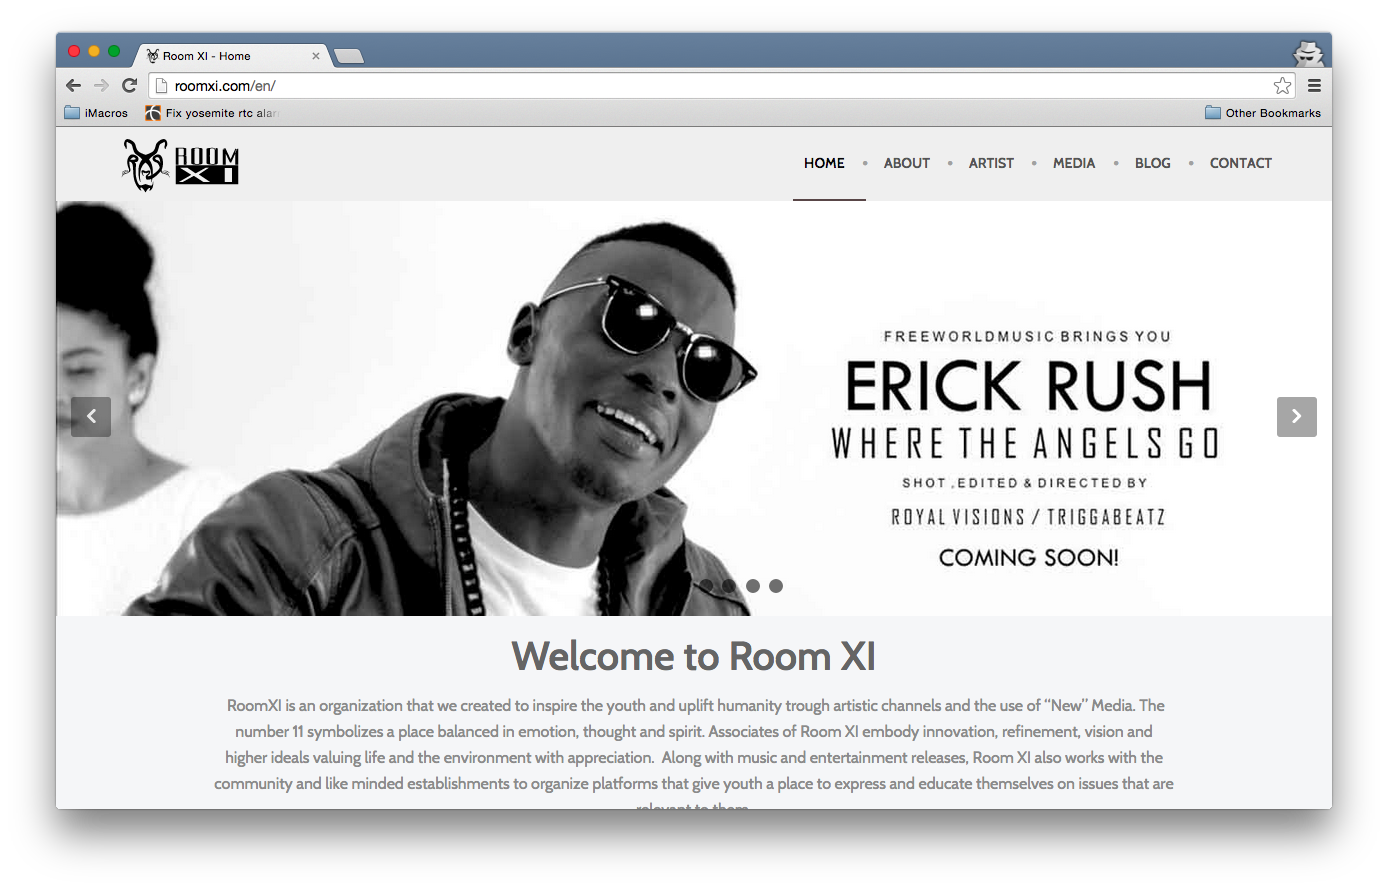 Room XI - Home
roomxi.com/en/
iMacros
Fix yosemite rtc alar
Other Bookmarks
ROOM
XI
HOME • ABOUT • ARTIST • MEDIA • BLOG • CONTACT
FREEWORLDMUSIC BRINGS YOU
ERICK RUSH
WHERE THE ANGELS GO
SHOT , EDITED & DIRECTED BY
ROYAL VISIONS / TRIGGABEATZ
COMING SOON!
Welcome to Room XI
RoomXI is an organization that we created to inspire the youth and uplift humanity trough artistic channels and the use of “New” Media. The
number 11 symbolizes a place balanced in emotion, thought and spirit. Associates of Room XI embody innovation, refinement, vision and
higher ideals valuing life and the environment with appreciation.  Along with music and entertainment releases, Room XI also works with the
community and like minded establishments to organize platforms that give youth a place to express and educate themselves on issues that are
relevant to them